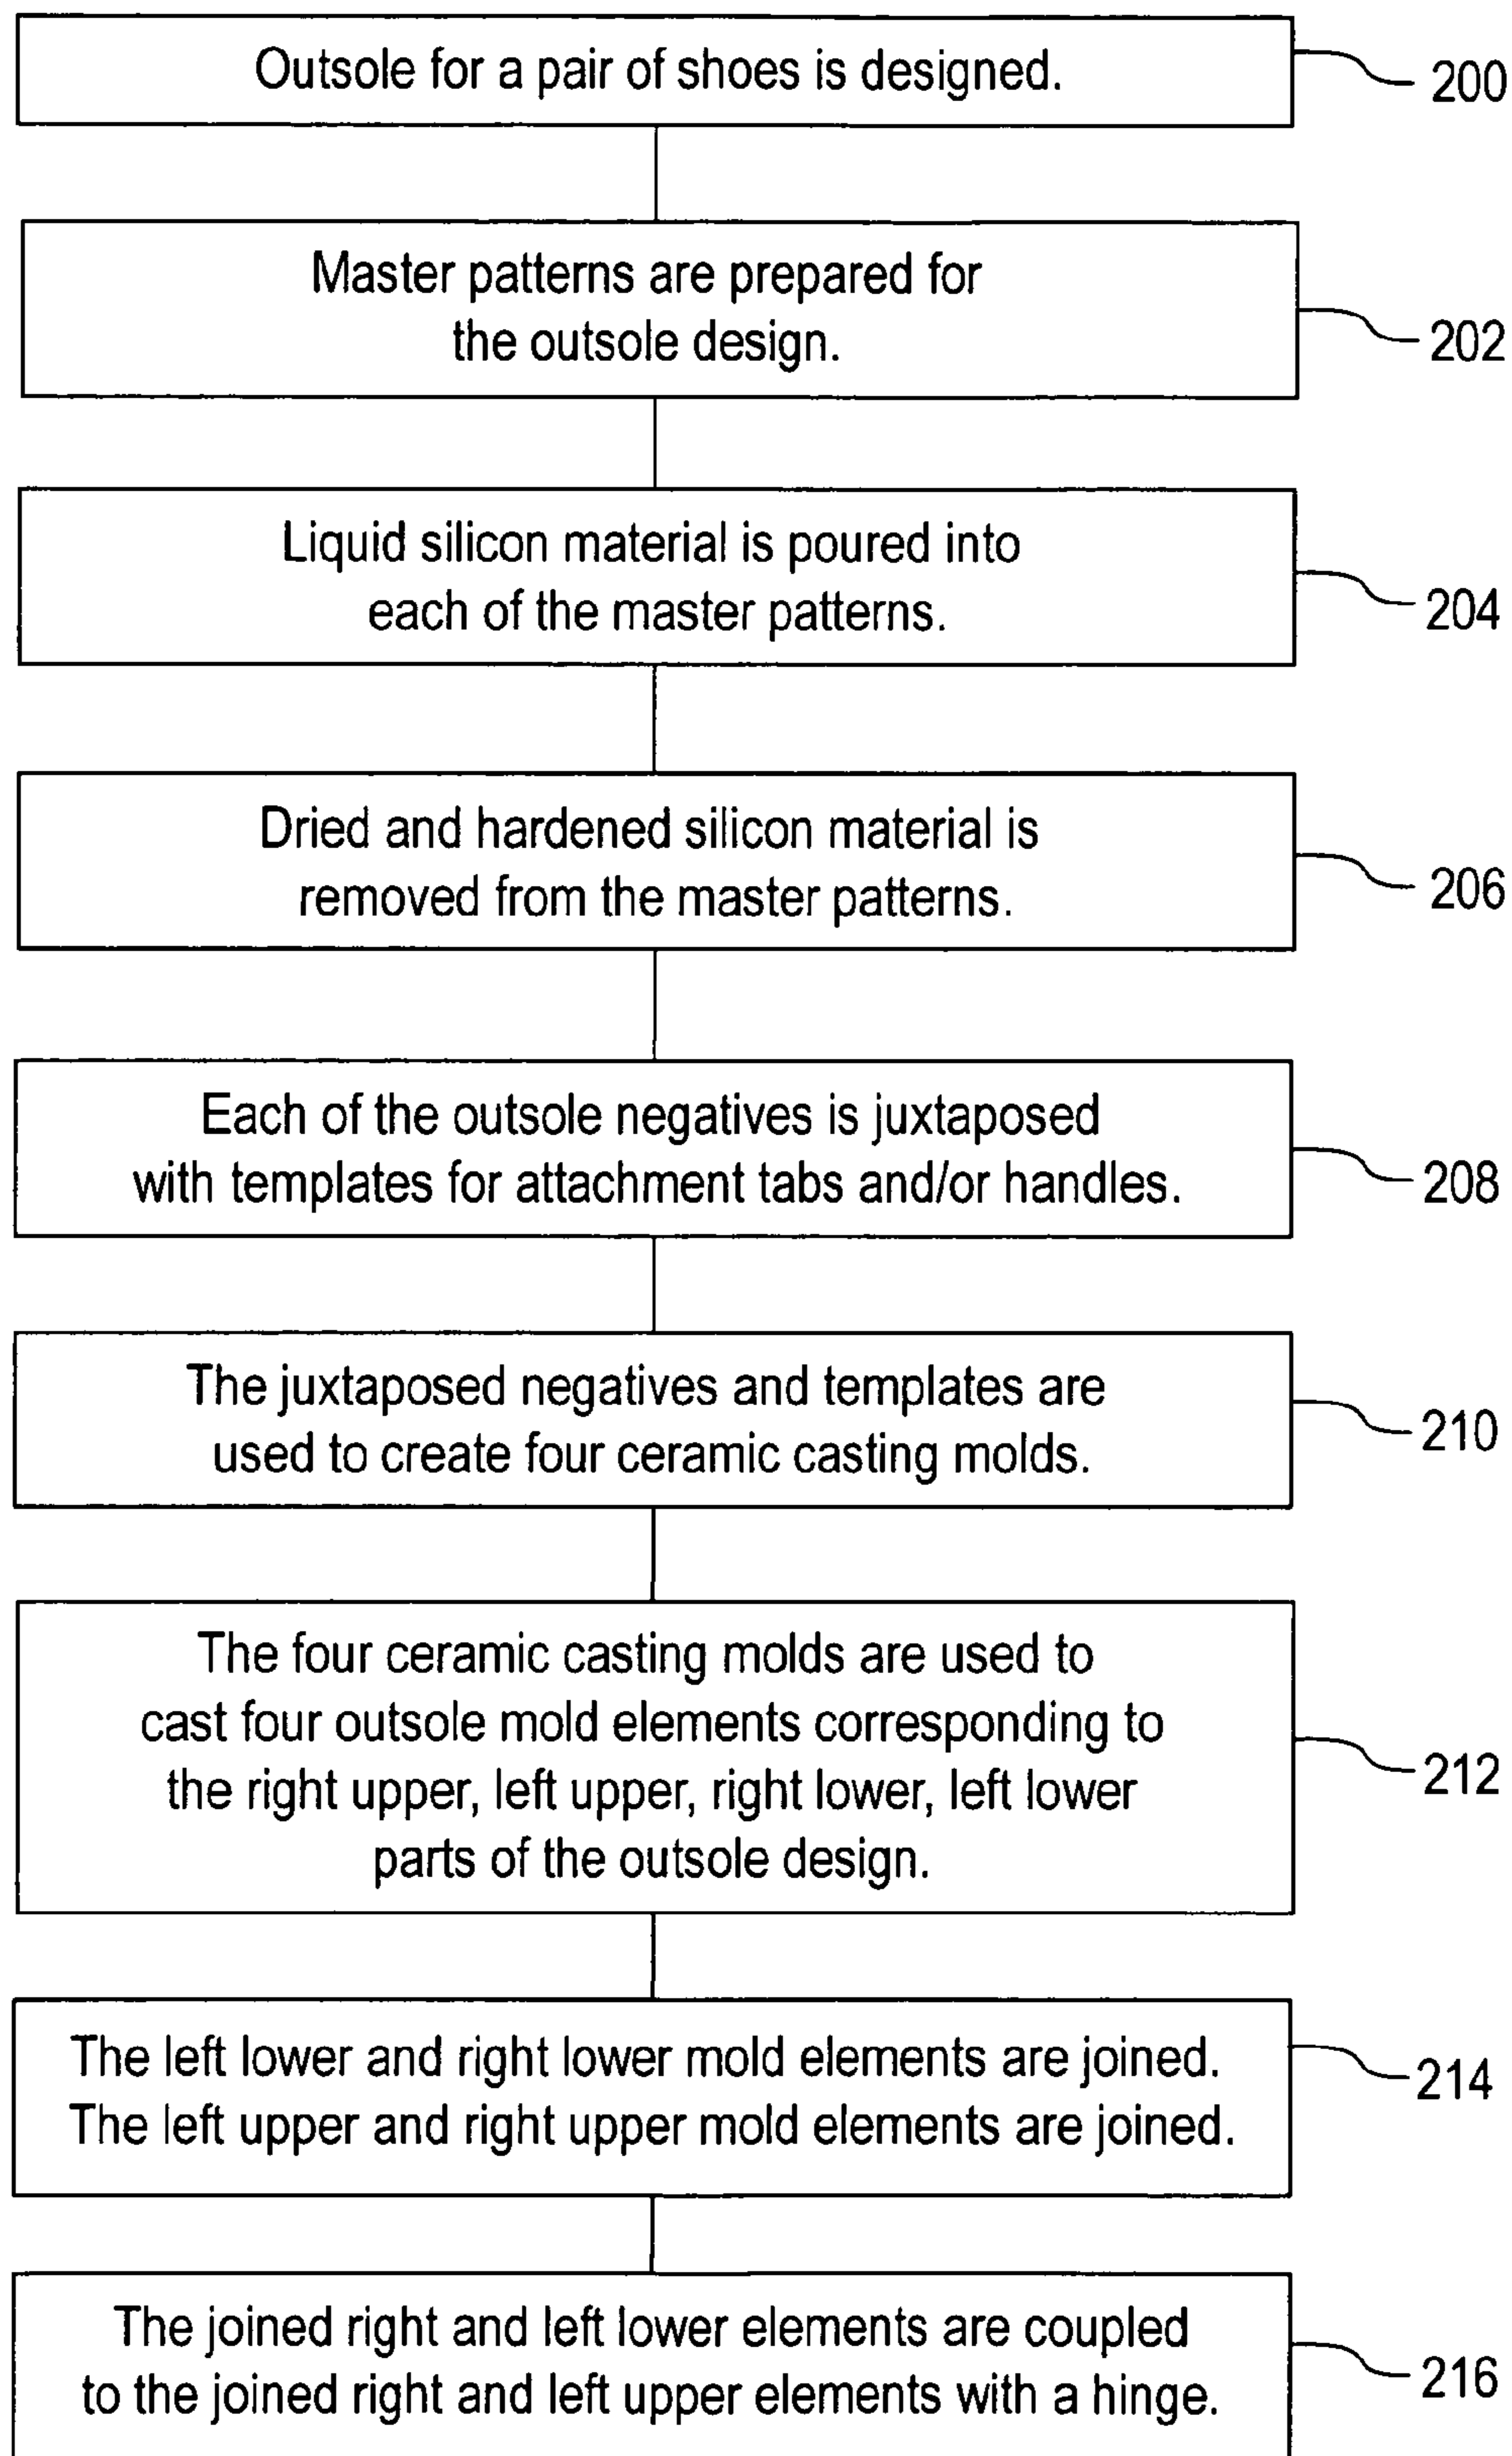 Outsole for a pair of shoes is designed.
200
Master patterns are prepared for
the outsole design.
202
Liquid silicon material is poured into
each of the master patterns.
204
Dried and hardened silicon material is
removed from the master patterns.
206
Each of the outsole negatives is juxtaposed
with templates for attachment tabs and/or handles.
208
The juxtaposed negatives and templates are
used to create four ceramic casting molds.
210
The four ceramic casting molds are used to
cast four outsole mold elements corresponding to
the right upper, left upper, right lower, left lower
parts of the outsole design.
212
The left lower and right lower mold elements are joined.
The left upper and right upper mold elements are joined.
214
The joined right and left lower elements are coupled
to the joined right and left upper elements with a hinge.
216